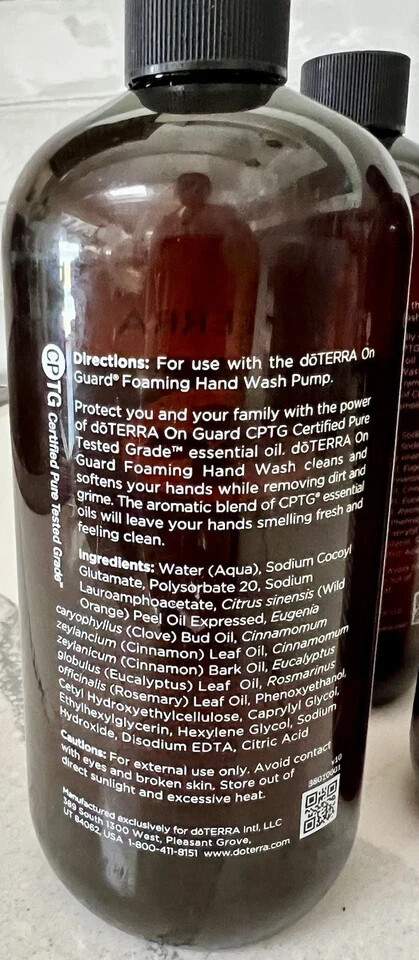 CPTG Certified Pure Tested Grade™
Directions: For use with the dōTERRA On
Guard® Foaming Hand Wash Pump.
Protect you and your family with the power
of dōTERRA On Guard CPTG Certified Pure
Tested Grade™ essential oil. dōTERRA On
Guard Foaming Hand Wash cleans and
softens your hands while removing dirt and
grime. The aromatic blend of CPTG® essential
oils will leave your hands smelling fresh and
feeling clean.
Ingredients: Water (Aqua), Sodium Cocoyl
Glutamate, Polysorbate 20, Sodium
Lauroamphoacetate, Citrus sinensis (Wild
Orange) Peel Oil Expressed, Eugenia
caryophyllus (Clove) Bud Oil, Cinnamomum
zeylancium (Cinnamon) Leaf Oil, Cinnamomum
zeylanicum (Cinnamon) Bark Oil, Eucalyptus
globulus (Eucalyptus) Leaf Oil, Rosmarinus
officinalis (Rosemary) Leaf Oil, Phenoxyethanol,
Cetyl Hydroxyethylcellulose, Caprylyl Glycol,
Ethylhexylglycerin, Hexylene Glycol, Sodium
Hydroxide, Disodium EDTA, Citric Acid
Cautions: For external use only. Avoid contact
with eyes and broken skin. Store out of
direct sunlight and excessive heat.
v10
38010001
Manufactured exclusively for dōTERRA Intl, LLC
389 South 1300 West, Pleasant Grove,
UT 84062, USA 1-800-411-8151 www.doterra.com